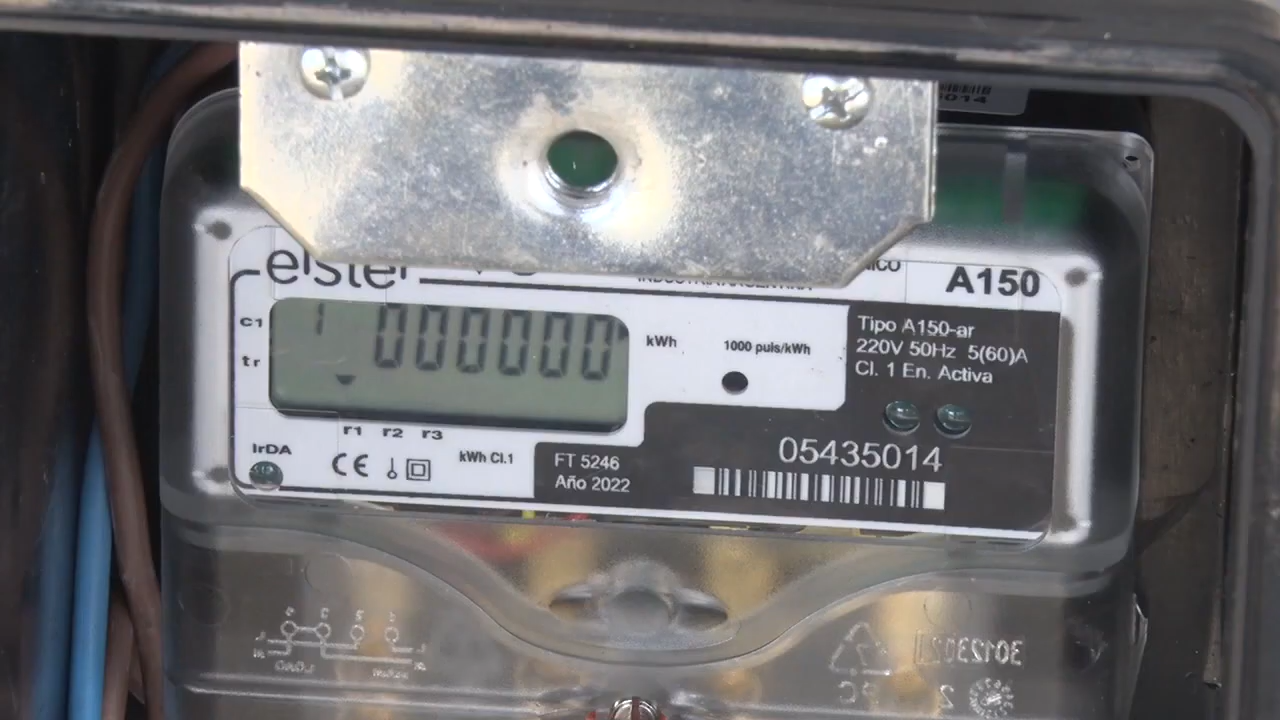 5014
elster
A150
Tipo A150-ar
220V 50Hz 5(60)A
Cl. 1 En. Activa
c1
1 000000
kWh
1000 puls/kWh
tr
r1 r2 r3
IrDA
CE
kWh Cl.1
FT 5246
Año 2022
05435014